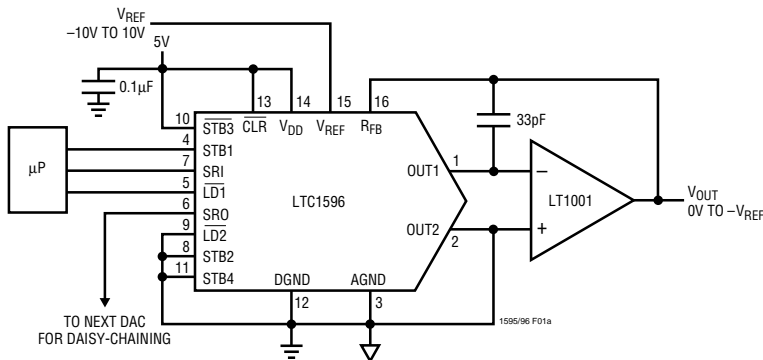 VREF
–10V TO 10V
5V
0.1µF
13
14
15
16
10
STB3
CLR
VDD
VREF
RFB
33pF
µP
4
STB1
7
SRI
5
LD1
6
SRO
9
LD2
8
STB2
11
STB4
LTC1596
OUT1
1
OUT2
2
–
+
LT1001
VOUT
0V TO –VREF
DGND
AGND
12
3
1595/96 F01a
TO NEXT DAC
FOR DAISY-CHAINING